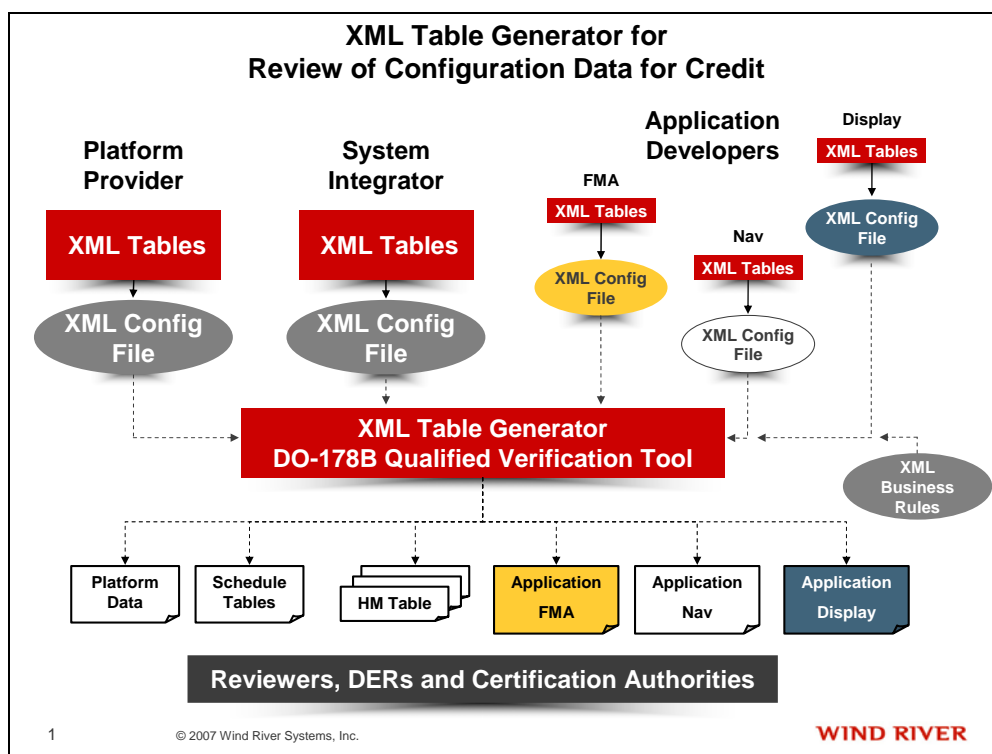 XML Table Generator for
Review of Configuration Data for Credit
Platform
Provider
System
Integrator
Application
Developers
Display
XML Tables
XML Config
File
FMA
XML Tables
XML Config
File
Nav
XML Tables
XML Config
File
XML Tables
XML Tables
XML Config
File
XML Config
File
XML Table Generator
DO-178B Qualified Verification Tool
XML
Business
Rules
Platform
Data
Schedule
Tables
HM Table
Application
FMA
Application
Nav
Application
Display
Reviewers, DERs and Certification Authorities
1
© 2007 Wind River Systems, Inc.
WIND RIVER